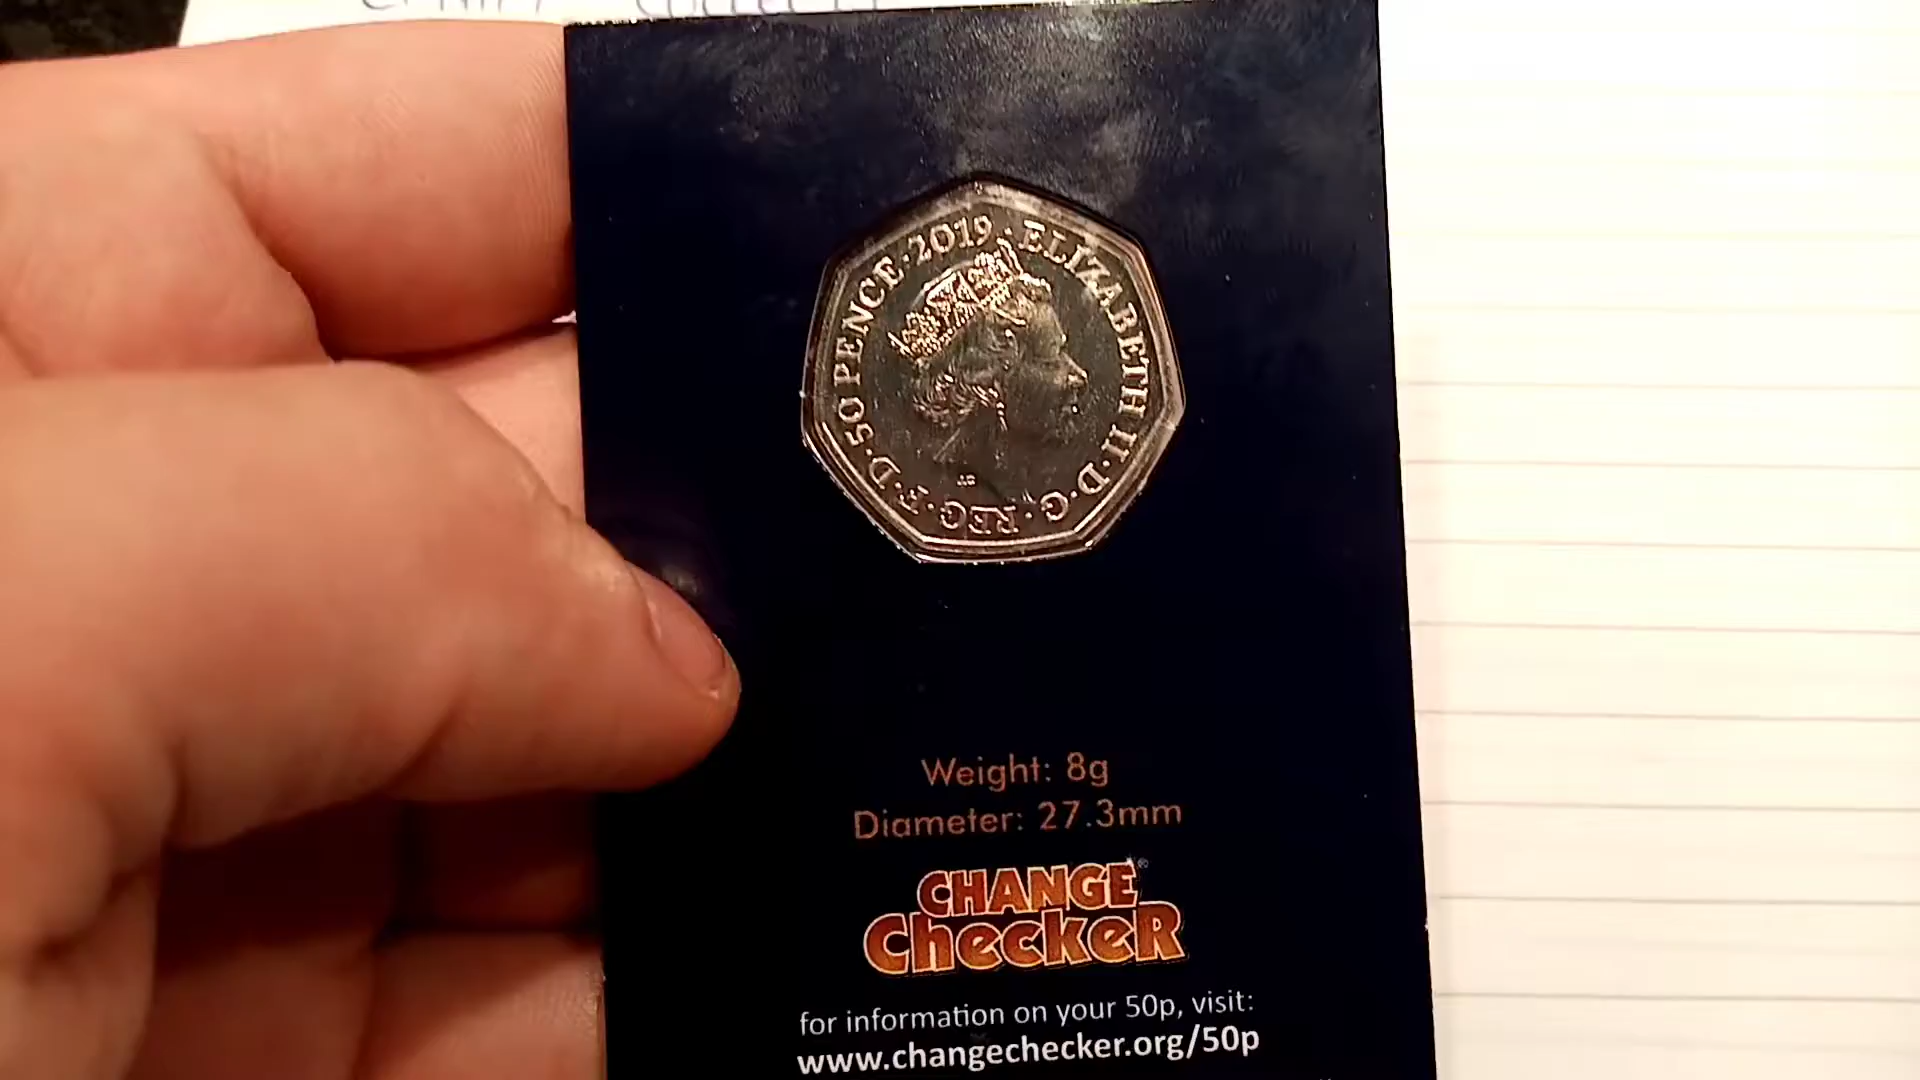 50 PENCE · 2019 · ELIZABETH II · D · G · REG · F · D ·
Weight: 8g
Diameter: 27.3mm
CHANGE
CheckeR
for information on your 50p, visit:
www.changechecker.org/50p